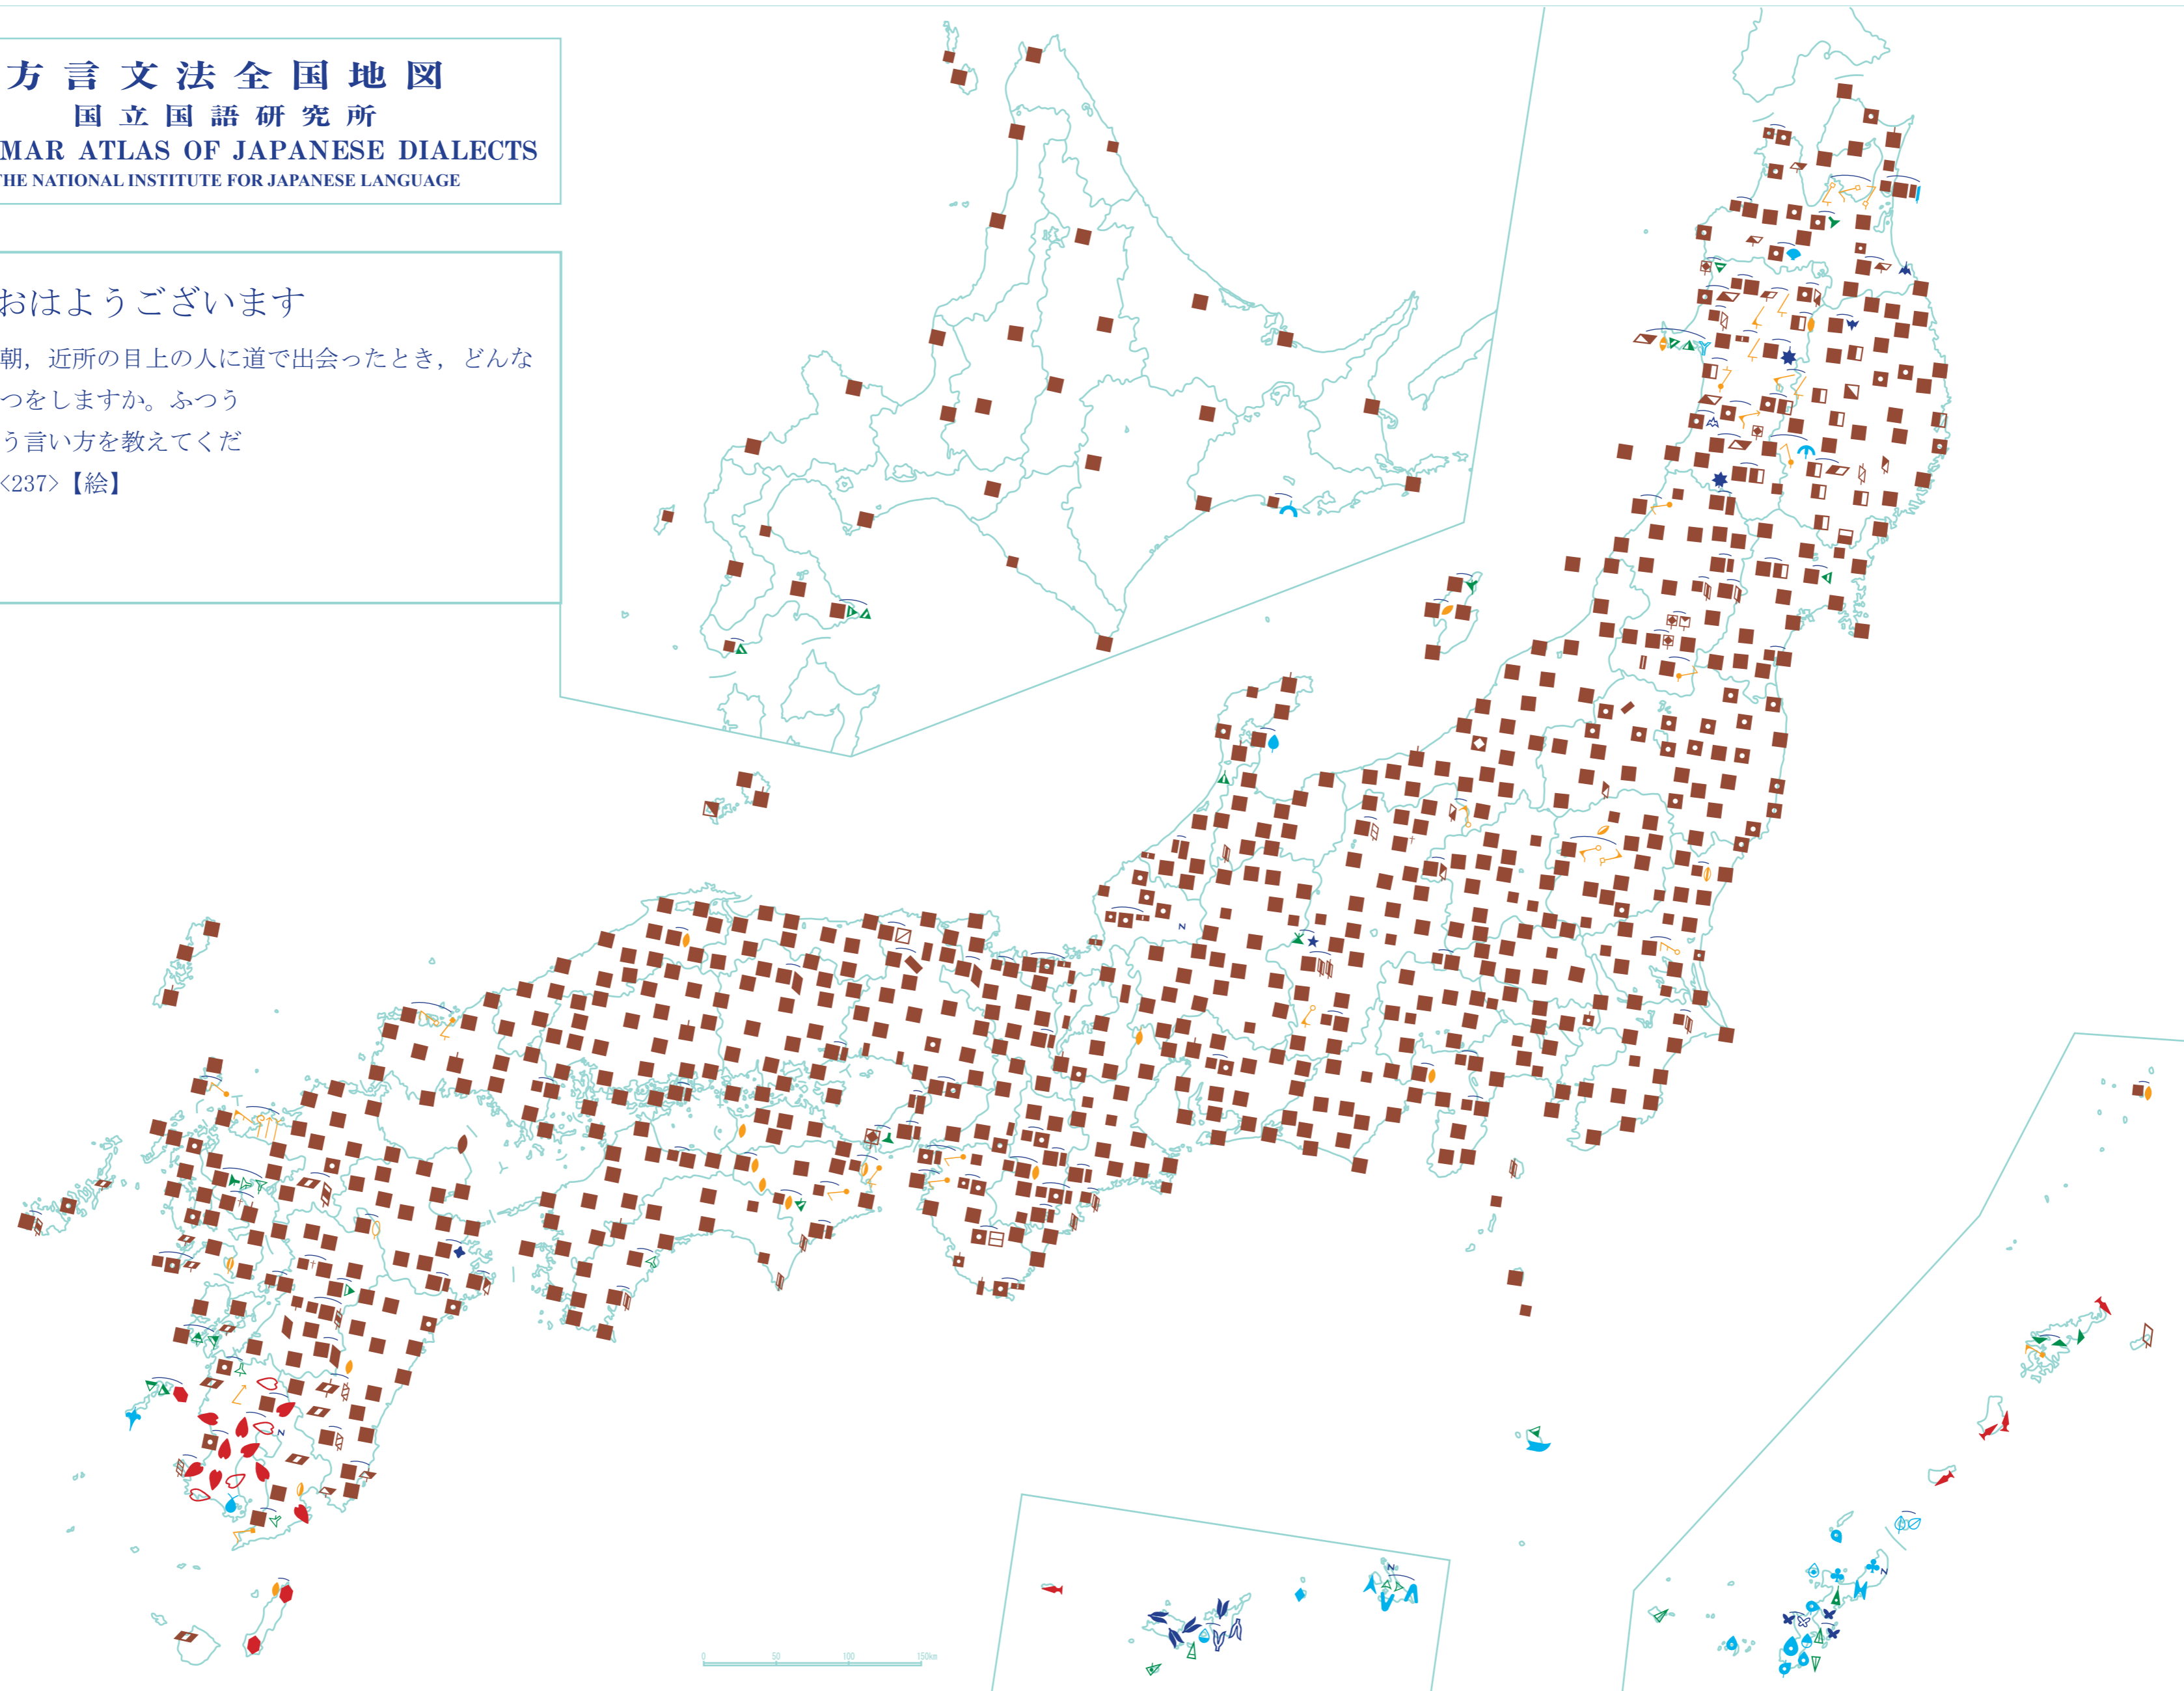 方言文法全国地図
国立国語研究所
MAR ATLAS OF JAPANESE DIALECTS
THE NATIONAL INSTITUTE FOR JAPANESE LANGUAGE
おはようございます
朝，近所の目上の人に道で出会ったとき，どんな
つをしますか。ふつう
う言い方を教えてくだ
<237>【絵】
N
N
N
N
0 50 100 150km